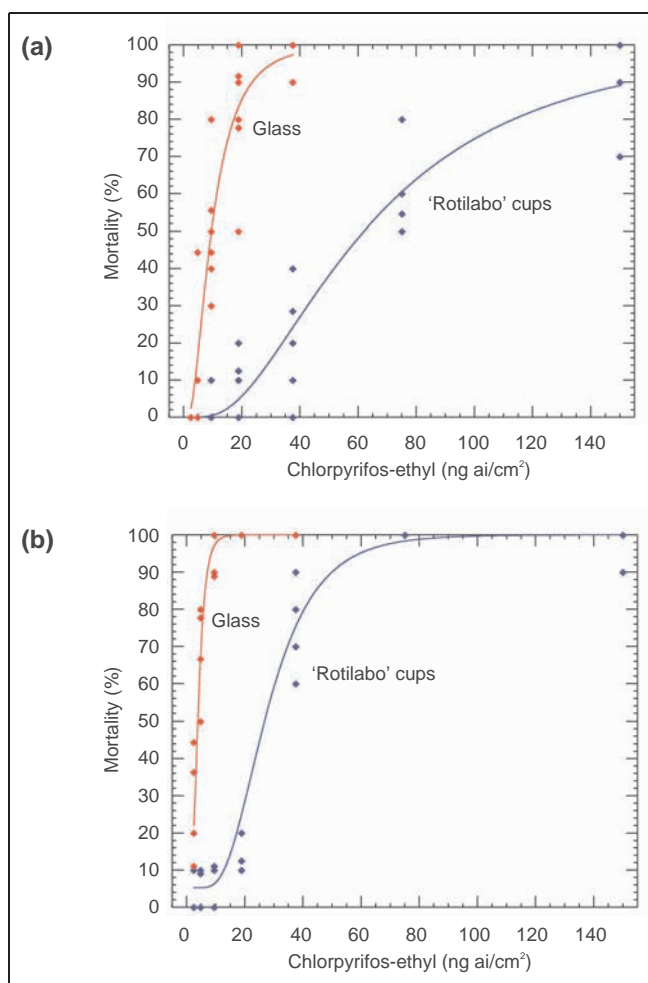 (a)
100
90
80
70
60
50
40
30
20
10
0
Mortality (%)
Glass
‘Rotilabo’ cups
0 20 40 60 80 100 120 140
Chlorpyrifos-ethyl (ng ai/cm²)
(b)
100
90
80
70
60
50
40
30
20
10
0
Mortality (%)
Glass
‘Rotilabo’ cups
0 20 40 60 80 100 120 140
Chlorpyrifos-ethyl (ng ai/cm²)